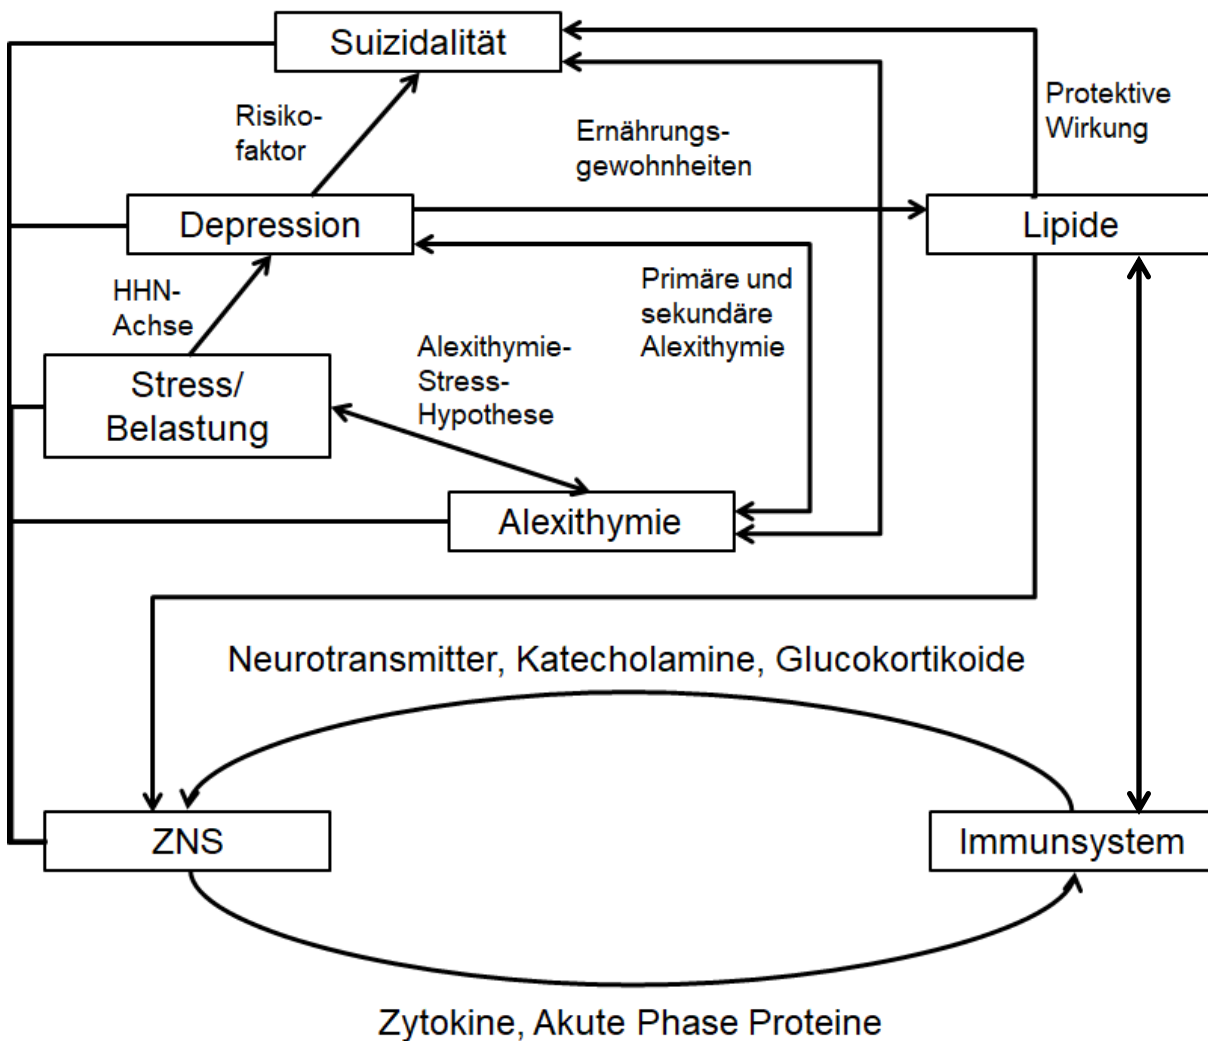 Suizidalität
Risiko-
faktor
Ernährungs-
gewohnheiten
Protektive
Wirkung
Depression
Lipide
HHN-
Achse
Primäre und
sekundäre
Alexithymie
Stress/
Belastung
Alexithymie-
Stress-
Hypothese
Alexithymie
Neurotransmitter, Katecholamine, Glucokortikoide
ZNS
Immunsystem
Zytokine, Akute Phase Proteine